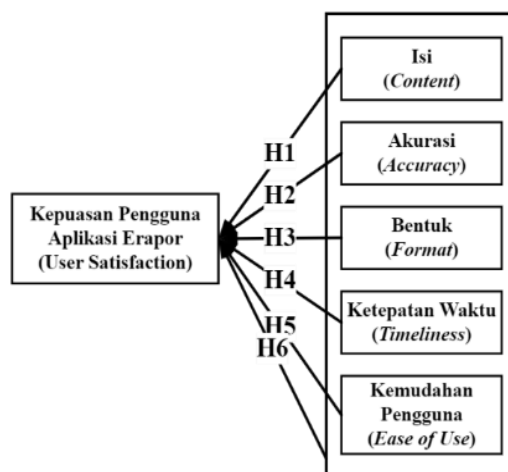 Isi
(Content)
Akurasi
(Accuracy)
Bentuk
(Format)
Ketepatan Waktu
(Timeliness)
Kemudahan
Pengguna
(Ease of Use)
H1
H2
H3
H4
H5
H6
Kepuasan Pengguna
Aplikasi Erapor
(User Satisfaction)